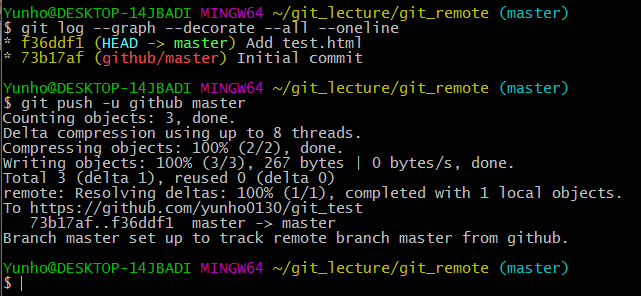 Yunho@DESKTOP-14JBADI MINGW64 ~/git_lecture/git_remote (master)
$ git log --graph --decorate --all --oneline
* f36ddf1 (HEAD -> master) Add test.html
* 73b17af (github/master) Initial commit
Yunho@DESKTOP-14JBADI MINGW64 ~/git_lecture/git_remote (master)
$ git push -u github master
Counting objects: 3, done.
Delta compression using up to 8 threads.
Compressing objects: 100% (2/2), done.
Writing objects: 100% (3/3), 267 bytes | 0 bytes/s, done.
Total 3 (delta 1), reused 0 (delta 0)
remote: Resolving deltas: 100% (1/1), completed with 1 local objects.
To https://github.com/yunho0130/git_test
   73b17af..f36ddf1  master -> master
Branch master set up to track remote branch master from github.
Yunho@DESKTOP-14JBADI MINGW64 ~/git_lecture/git_remote (master)
$